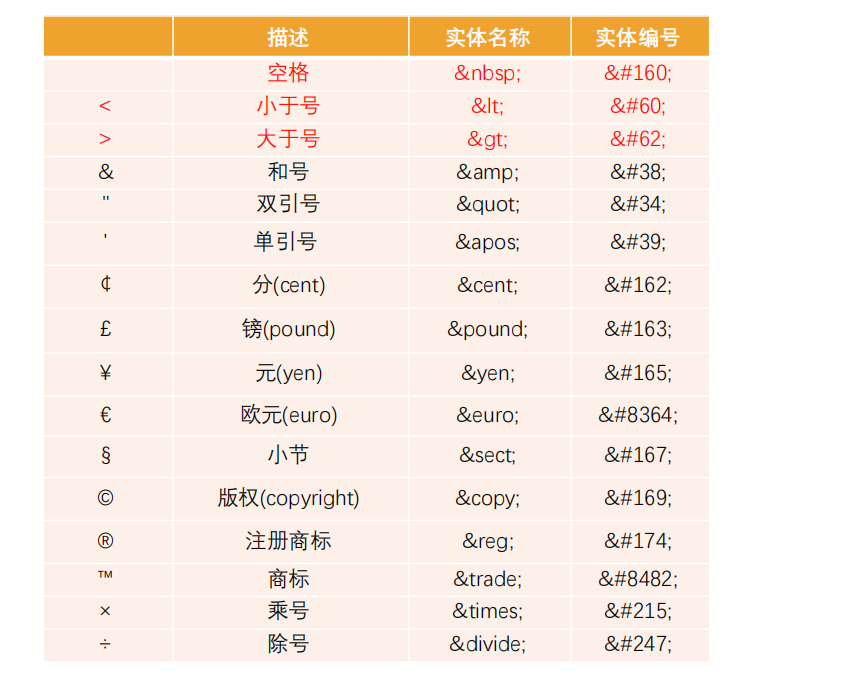 描述 实体名称 实体编号
空格 &nbsp; &#160;
< 小于号 &lt; &#60;
> 大于号 &gt; &#62;
& 和号 &amp; &#38;
" 双引号 &quot; &#34;
' 单引号 &apos; &#39;
¢ 分(cent) &cent; &#162;
£ 镑(pound) &pound; &#163;
¥ 元(yen) &yen; &#165;
€ 欧元(euro) &euro; &#8364;
§ 小节 &sect; &#167;
© 版权(copyright) &copy; &#169;
® 注册商标 &reg; &#174;
™ 商标 &trade; &#8482;
× 乘号 &times; &#215;
÷ 除号 &divide; &#247;